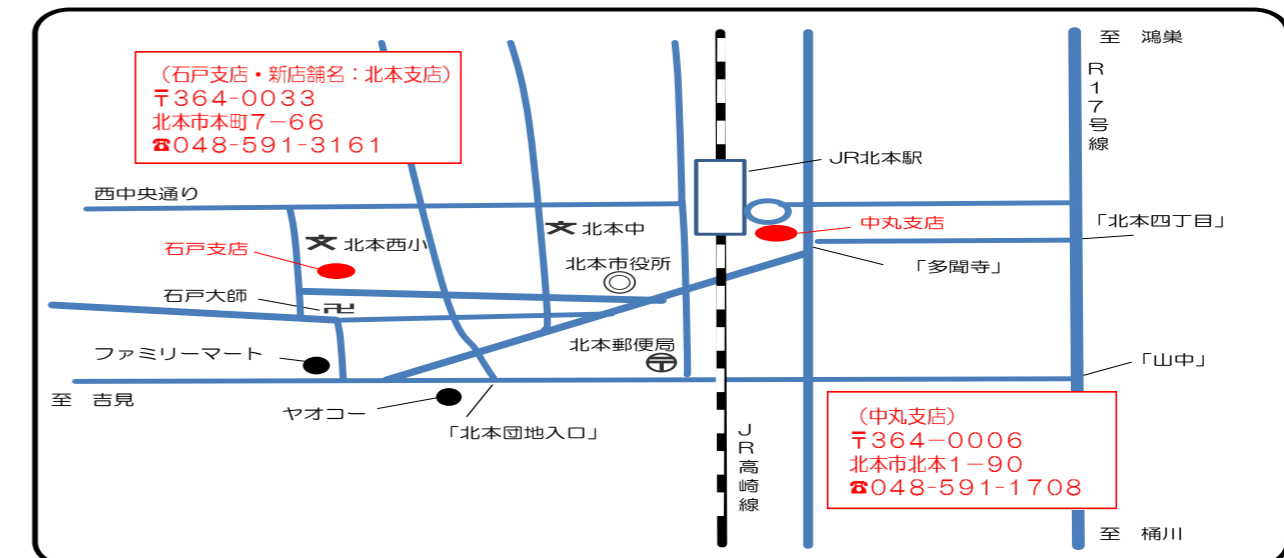 至　鴻巣
R17号線
（石戸支店・新店舗名：北本支店）
〒364-0033
北本市本町7－66
☎048-591-3161
JR北本駅
西中央通り
北本西小
北本中
中丸支店
「北本四丁目」
石戸支店
北本市役所
「多聞寺」
石戸大師
卍
ファミリーマート
北本郵便局
〶
「山中」
至　吉見
ヤオコー
「北本団地入口」
JR高崎線
（中丸支店）
〒364－0006
北本市北本1－90
☎048-591-1708
至　桶川